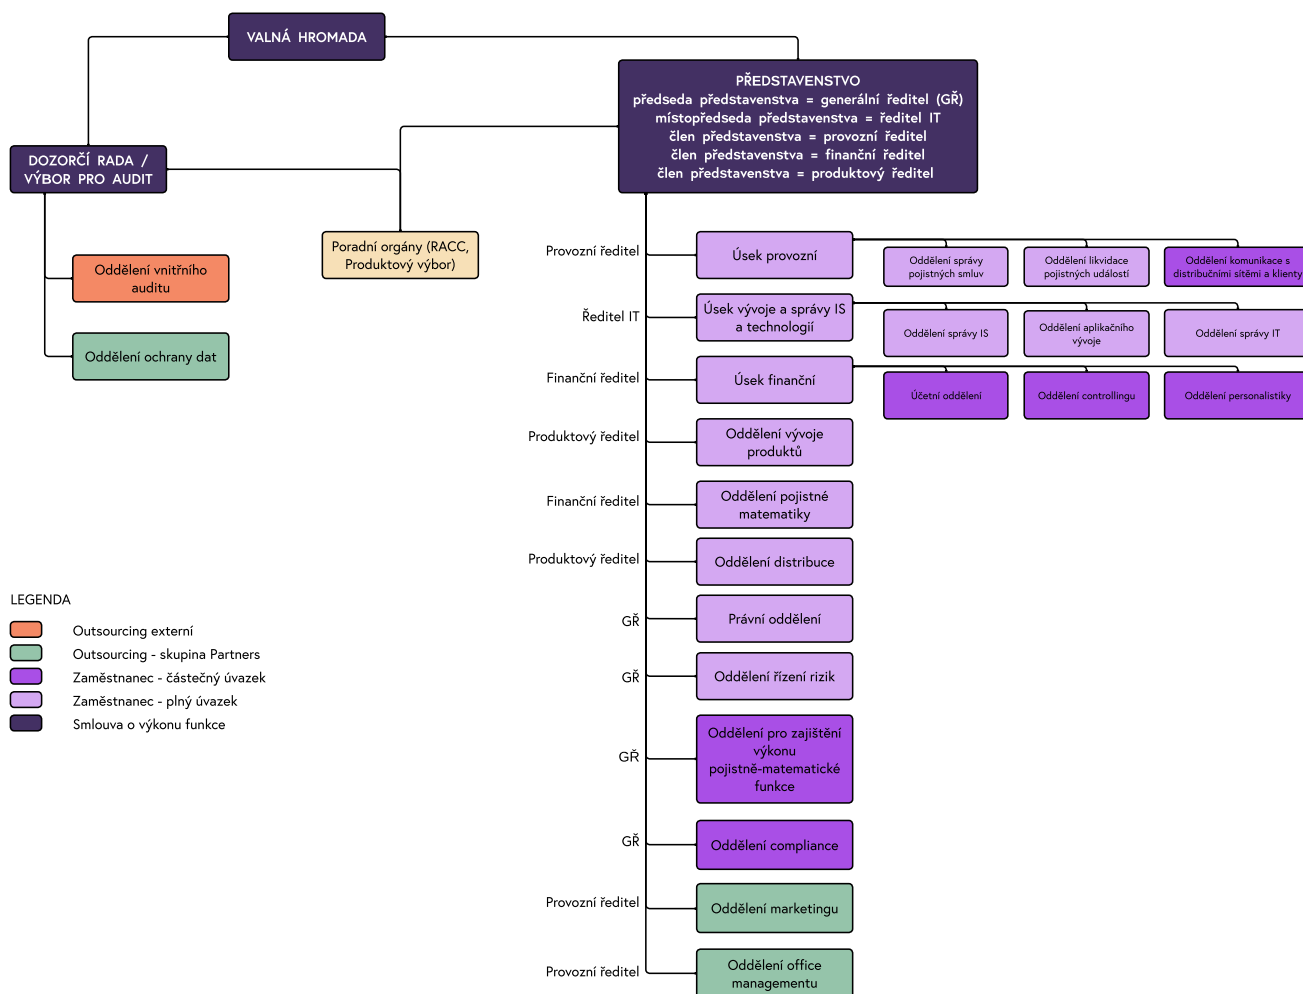 VALNÁ HROMADA
PŘEDSTAVENSTVO
předseda představenstva = generální ředitel (GŘ)
místopředseda představenstva = ředitel IT
člen představenstva = provozní ředitel
člen představenstva = finanční ředitel
člen představenstva = produktový ředitel
DOZORČÍ RADA /
VÝBOR PRO AUDIT
Poradní orgány (RACC,
Produktový výbor)
Oddělení vnitřního
auditu
Oddělení ochrany dat
Provozní ředitel
Úsek provozní
Oddělení správy
pojistných smluv
Oddělení likvidace
pojistných událostí
Oddělení komunikace s
distribučními sítěmi a klienty
Ředitel IT
Úsek vývoje a správy IS
a technologií
Oddělení správy IS
Oddělení aplikačního
vývoje
Oddělení správy IT
Finanční ředitel
Úsek finanční
Účetní oddělení
Oddělení controllingu
Oddělení personalistiky
Produktový ředitel
Oddělení vývoje
produktů
Finanční ředitel
Oddělení pojistné
matematiky
Produktový ředitel
Oddělení distribuce
GŘ
Právní oddělení
GŘ
Oddělení řízení rizik
GŘ
Oddělení pro zajištění
výkonu
pojistně-matematické
funkce
GŘ
Oddělení compliance
Provozní ředitel
Oddělení marketingu
Provozní ředitel
Oddělení office
managementu
LEGENDA
Outsourcing externí
Outsourcing - skupina Partners
Zaměstnanec - částečný úvazek
Zaměstnanec - plný úvazek
Smlouva o výkonu funkce